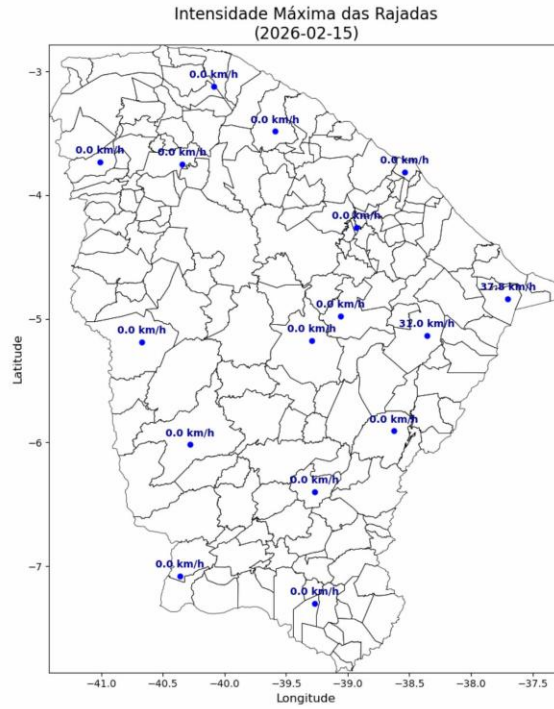 Intensidade Máxima das Rajadas
(2026-02-15)
−3
0.0 km/h
0.0 km/h
0.0 km/h
0.0 km/h
0.0 km/h
−4
0.0 km/h
37.8 km/h
0.0 km/h
−5
0.0 km/h
0.0 km/h
31.0 km/h
Latitude
0.0 km/h
−6
0.0 km/h
0.0 km/h
−7
0.0 km/h
0.0 km/h
−41.0
−40.5
−40.0
−39.5
−39.0
−38.5
−38.0
−37.5
Longitude